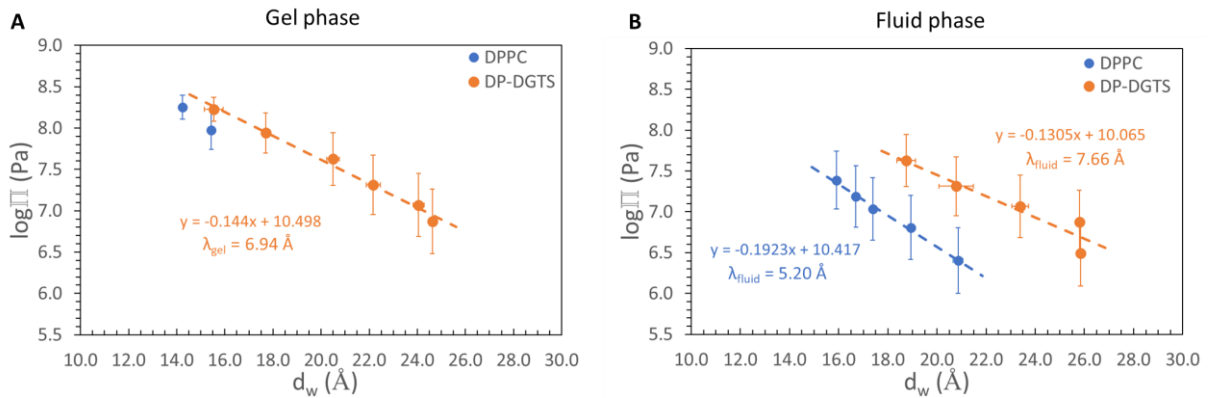 A
Gel phase
9.0
8.5
8.0
7.5
7.0
6.5
6.0
5.5
logΠ (Pa)
DPPC
DP-DGTS
y = -0.144x + 10.498
λgel = 6.94 Å
10.0 12.0 14.0 16.0 18.0 20.0 22.0 24.0 26.0 28.0 30.0
dw (Å)
B
Fluid phase
9.0
8.5
8.0
7.5
7.0
6.5
6.0
5.5
logΠ (Pa)
DPPC
DP-DGTS
y = -0.1305x + 10.065
λfluid = 7.66 Å
y = -0.1923x + 10.417
λfluid = 5.20 Å
10.0 12.0 14.0 16.0 18.0 20.0 22.0 24.0 26.0 28.0 30.0
dw (Å)